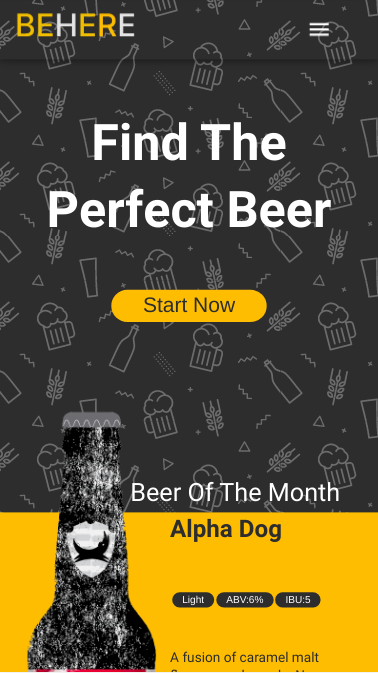 BEHERE
Find The
Perfect Beer
Start Now
Beer Of The Month
Alpha Dog
Light ABV:6% IBU:5
A fusion of caramel malt